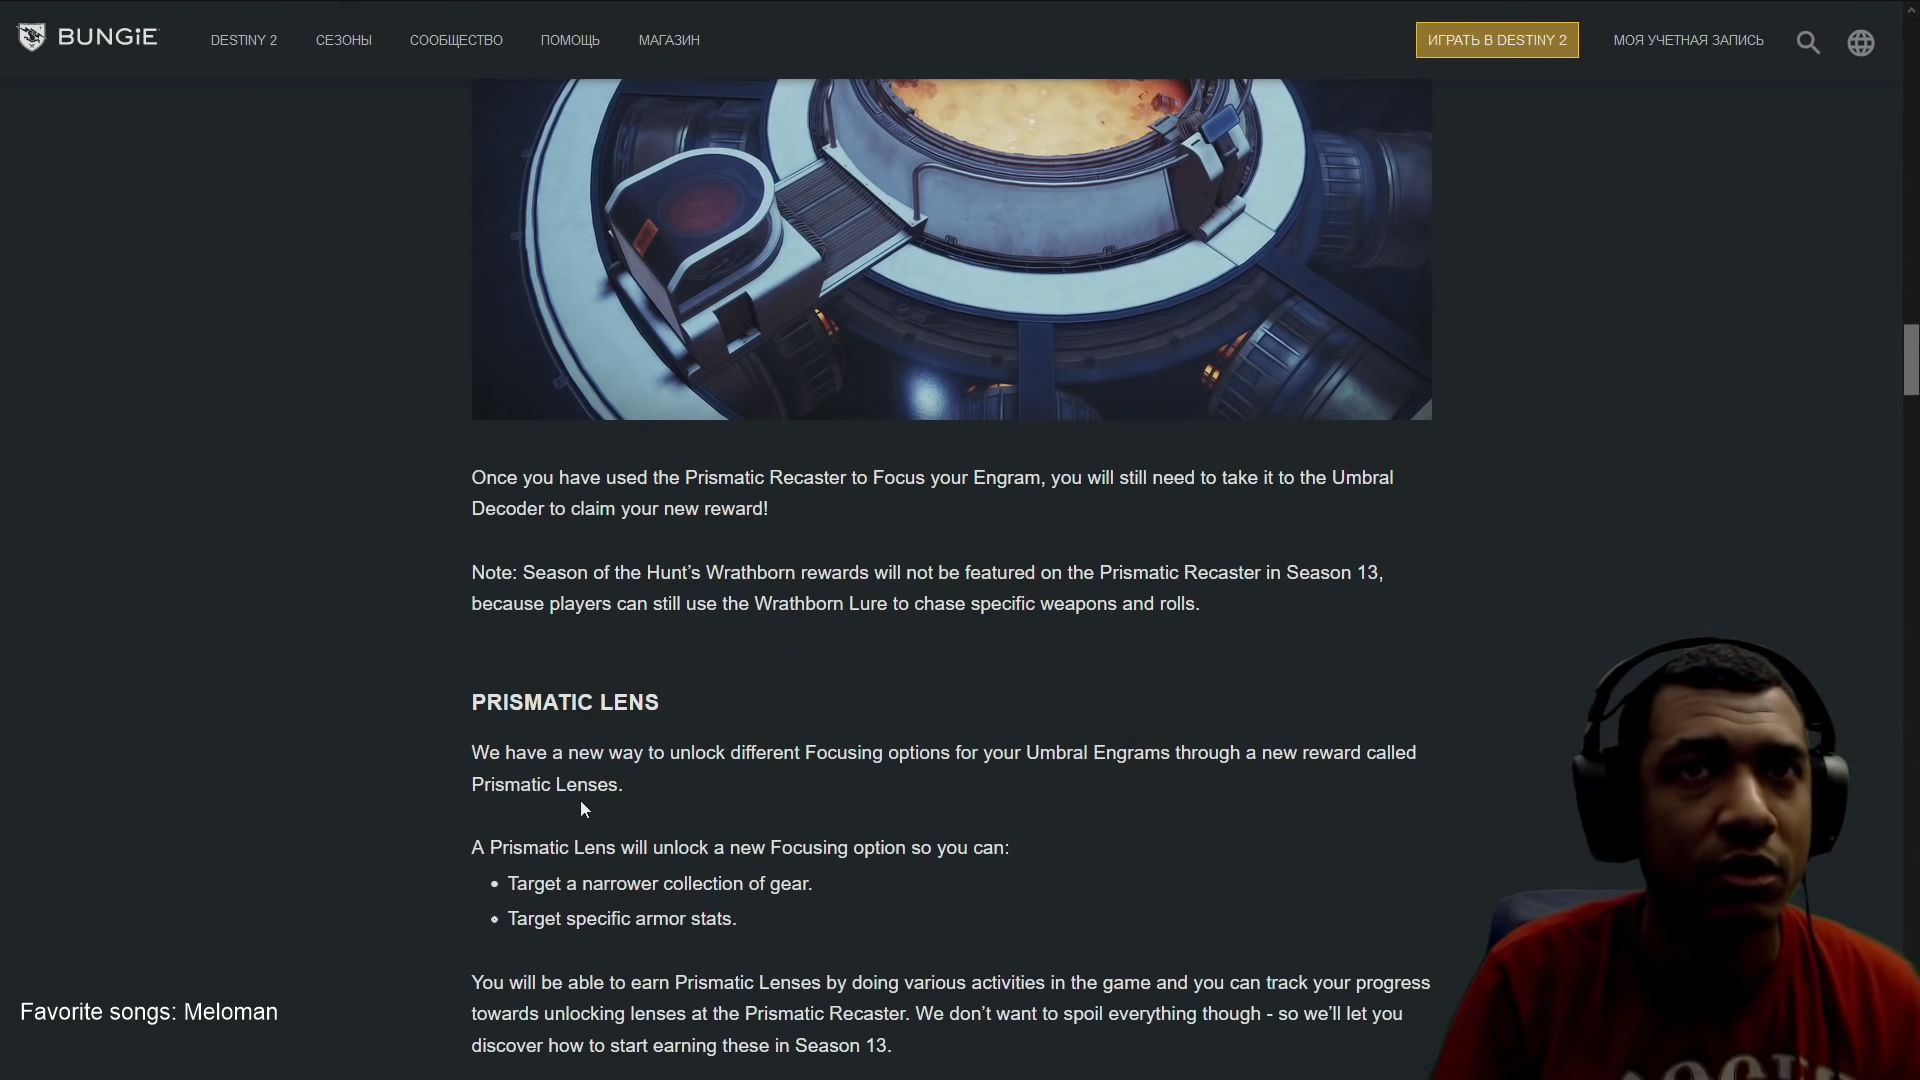 BUNGiE
DESTINY 2
СЕЗОНЫ
СООБЩЕСТВО
ПОМОЩЬ
МАГАЗИН
ИГРАТЬ В DESTINY 2
МОЯ УЧЕТНАЯ ЗАПИСЬ
Once you have used the Prismatic Recaster to Focus your Engram, you will still need to take it to the Umbral
Decoder to claim your new reward!
Note: Season of the Hunt’s Wrathborn rewards will not be featured on the Prismatic Recaster in Season 13,
because players can still use the Wrathborn Lure to chase specific weapons and rolls.
PRISMATIC LENS
We have a new way to unlock different Focusing options for your Umbral Engrams through a new reward called
Prismatic Lenses.
A Prismatic Lens will unlock a new Focusing option so you can:
• Target a narrower collection of gear.
• Target specific armor stats.
You will be able to earn Prismatic Lenses by doing various activities in the game and you can track your progress
towards unlocking lenses at the Prismatic Recaster. We don’t want to spoil everything though - so we’ll let you
discover how to start earning these in Season 13.
Favorite songs: Meloman